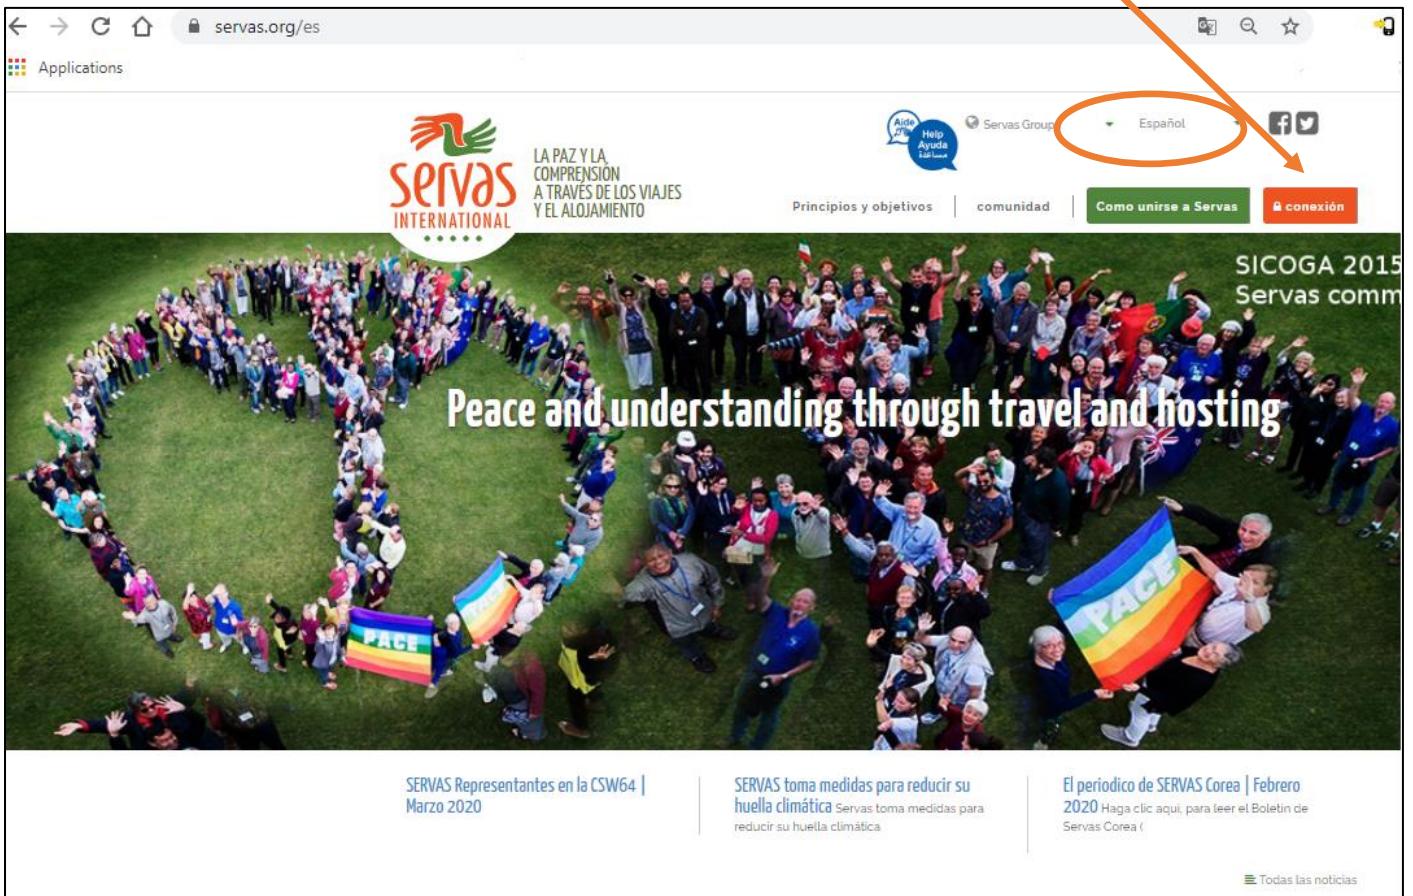 servas.org/es
Applications
servas
INTERNATIONAL
LA PAZ Y LA
COMPRENSIÓN
A TRAVÉS DE LOS VIAJES
Y EL ALOJAMIENTO
Aide
Help
Ayuda
مساعدة
Servas Group
Español
Principios y objetivos
comunidad
Como unirse a Servas
conexión
SICOGA 2015
Servas comm
Peace and understanding through travel and hosting
PACE
PACE
PACE
SERVAS Representantes en la CSW64 |
Marzo 2020
SERVAS toma medidas para reducir su
huella climática Servas toma medidas para
reducir su huella climática
El periodico de SERVAS Corea | Febrero
2020 Haga clic aqui, para leer el Boletin de
Servas Corea (
Todas las noticias